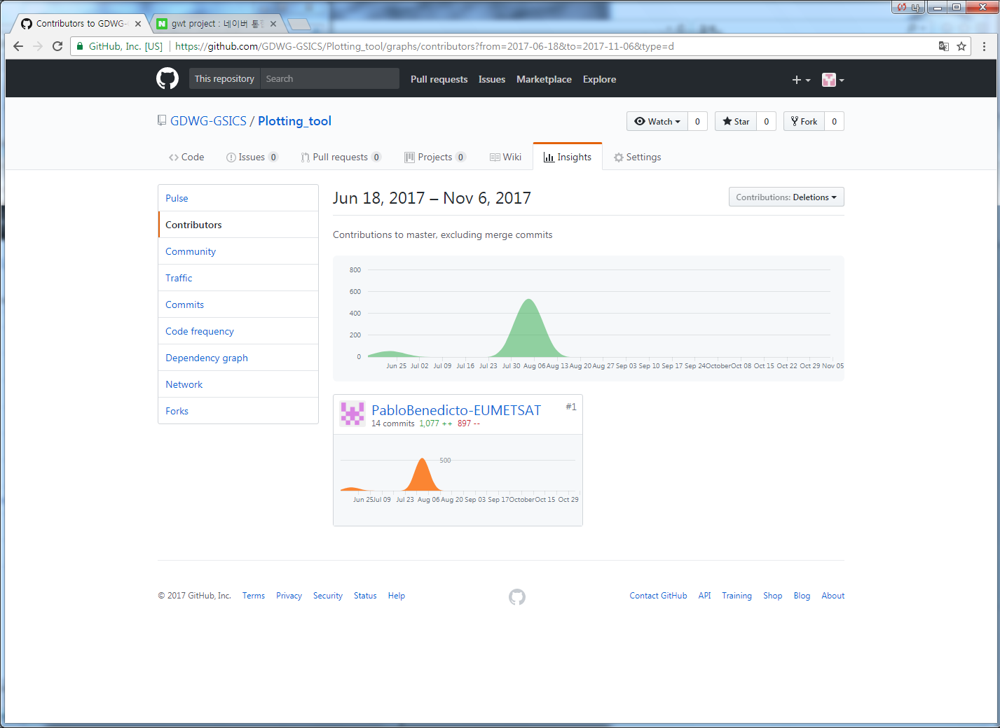 Contributors to GDWG-
gwt project : 네이버 통
GitHub, Inc. [US]
https://github.com/GDWG-GSICS/Plotting_tool/graphs/contributors?from=2017-06-18&to=2017-11-06&type=d
This repository Search Pull requests Issues Marketplace Explore
GDWG-GSICS / Plotting_tool
Watch 0 Star 0 Fork 0
Code Issues 0 Pull requests 0 Projects 0 Wiki Insights Settings
Pulse
Contributors
Community
Traffic
Commits
Code frequency
Dependency graph
Network
Forks
Jun 18, 2017 – Nov 6, 2017
Contributions: Deletions
Contributions to master, excluding merge commits
800
600
400
200
0
Jun 25 Jul 02 Jul 09 Jul 16 Jul 23 Jul 30 Aug 06 Aug 13 Aug 20 Aug 27 Sep 03 Sep 10 Sep 17 Sep 24 October Oct 08 Oct 15 Oct 22 Oct 29 Nov 05
PabloBenedicto-EUMETSAT #1
14 commits 1,077 ++ 897 --
500
Jun 25 Jul 09 Jul 23 Aug 06 Aug 20 Sep 03 Sep 17 October Oct 15 Oct 29
© 2017 GitHub, Inc. Terms Privacy Security Status Help
Contact GitHub API Training Shop Blog About